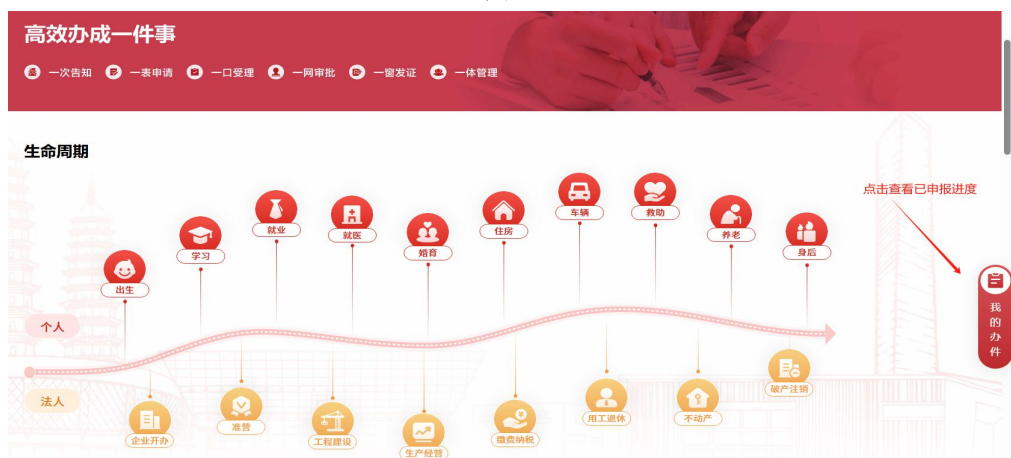 高效办成一件事
一次告知 一表申请 一口受理 一网审批 一窗发证 一体管理
生命周期
点击查看已申报进度
出生
学习
就业
就医
婚育
住房
车辆
救助
养老
身后
个人
我的办件
法人
企业开办
准营
工程建设
生产经营
缴费纳税
用工退休
不动产
破产注销